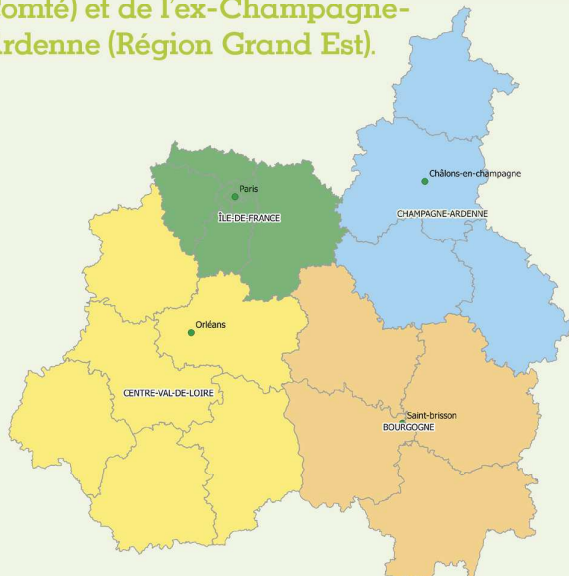 Comté) et de l'ex-Champagne-
rdenne (Région Grand Est).
Châlons-en-champagne
Paris
CHAMPAGNE-ARDENNE
ÎLE-DE-FRANCE
Orléans
CENTRE-VAL-DE-LOIRE
Saint-brisson
BOURGOGNE